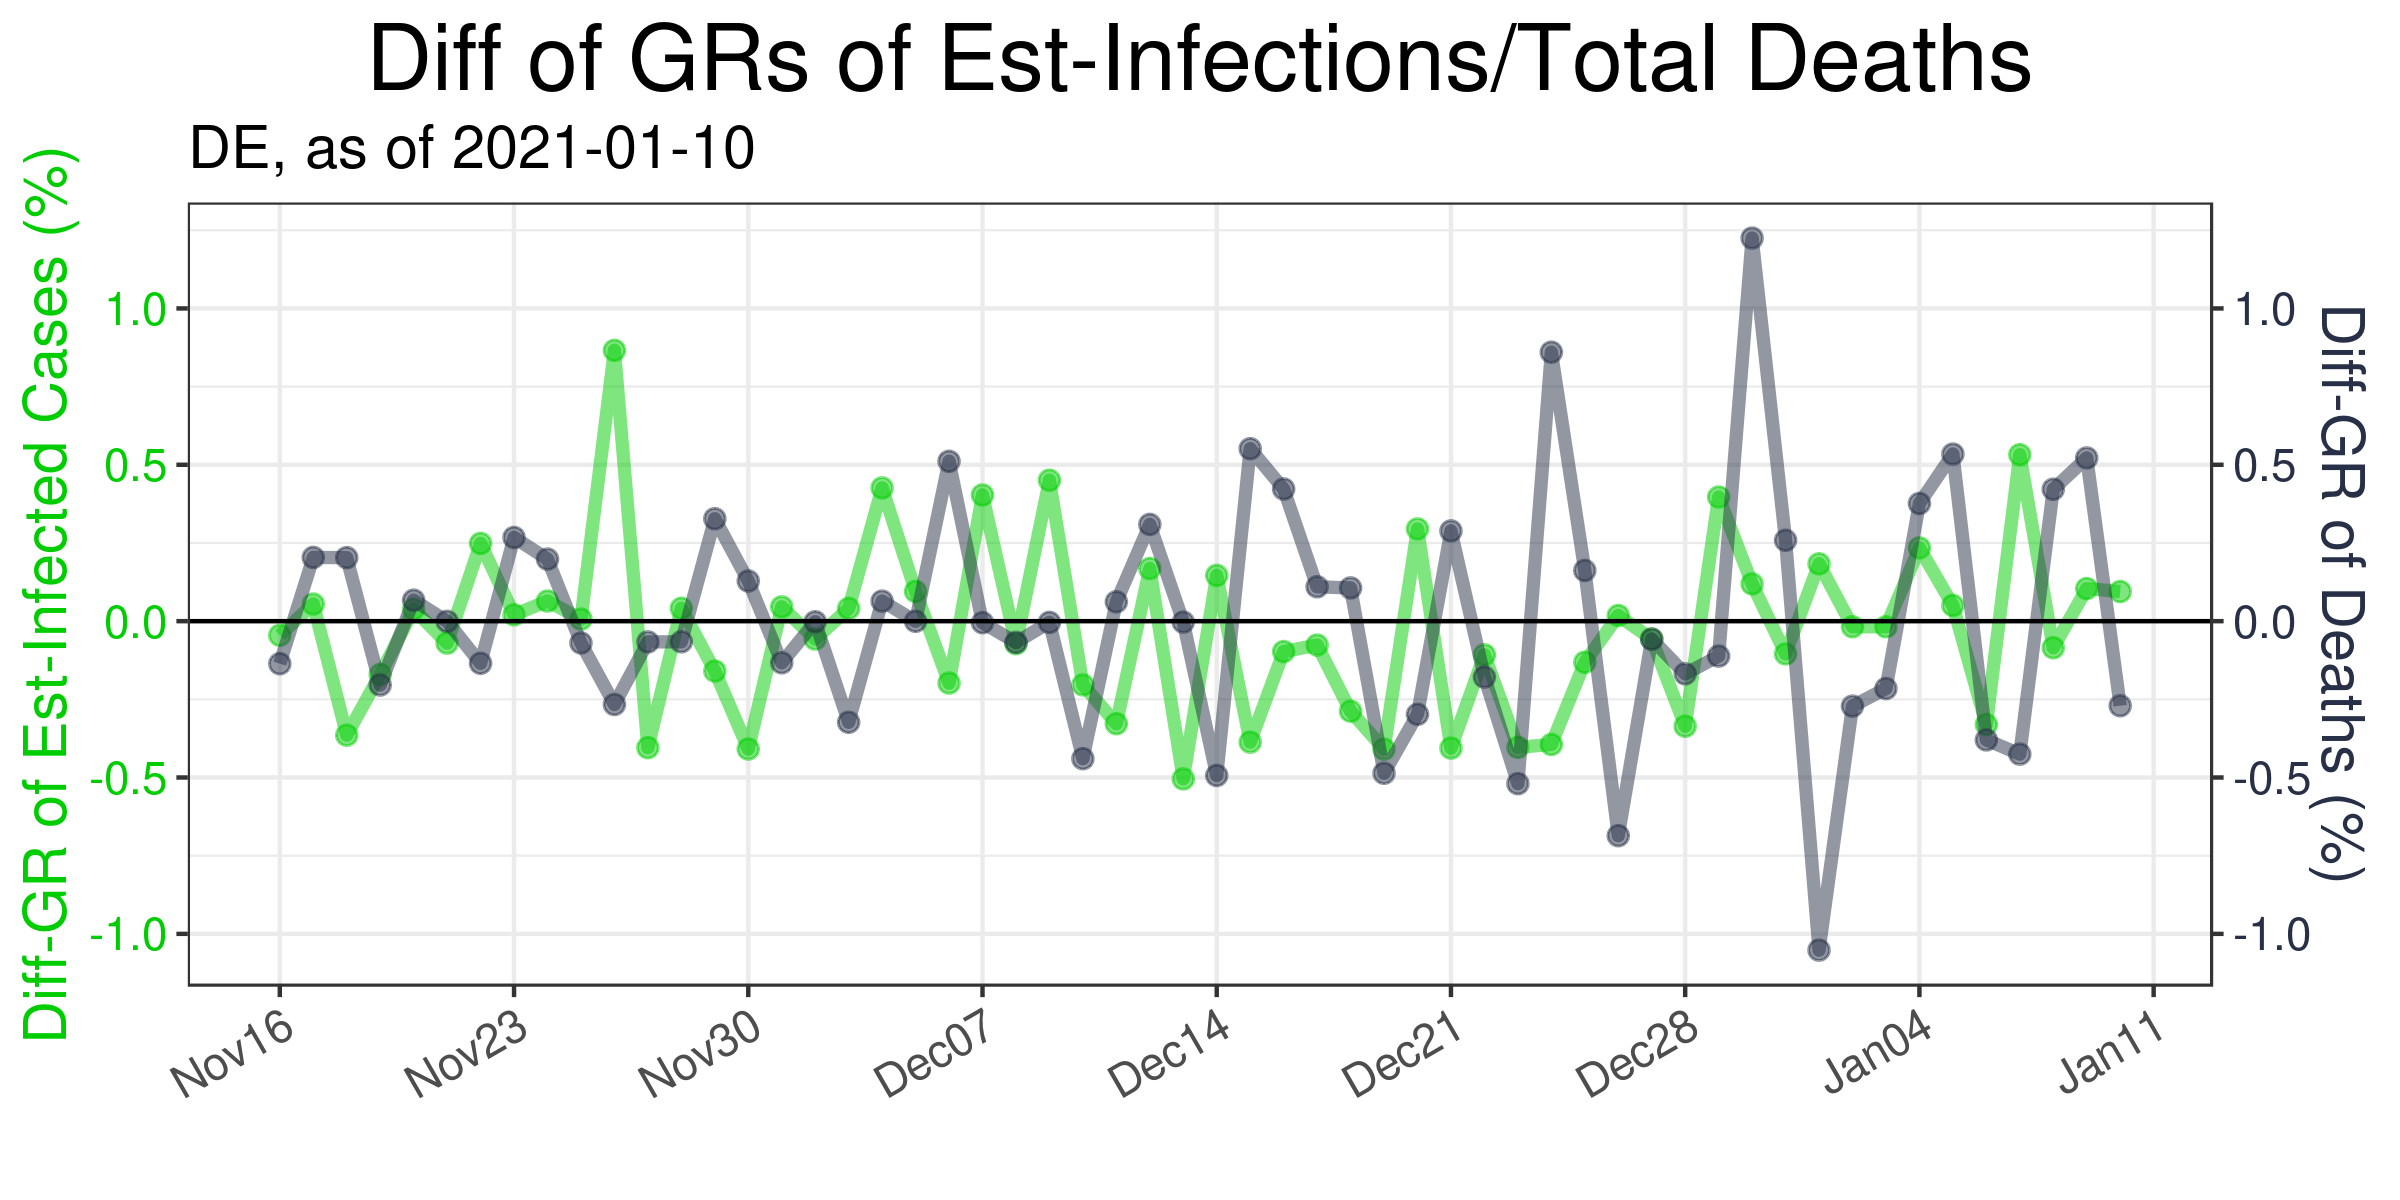 Diff of GRs of Est-Infections/Total Deaths
DE, as of 2021-01-10
Diff-GR of Est-Infected Cases (%)
1.0
0.5
0.0
-0.5
-1.0
1.0
0.5
0.0
-0.5
-1.0
Diff-GR of Deaths (%)
Nov16
Nov23
Nov30
Dec07
Dec14
Dec21
Dec28
Jan04
Jan11